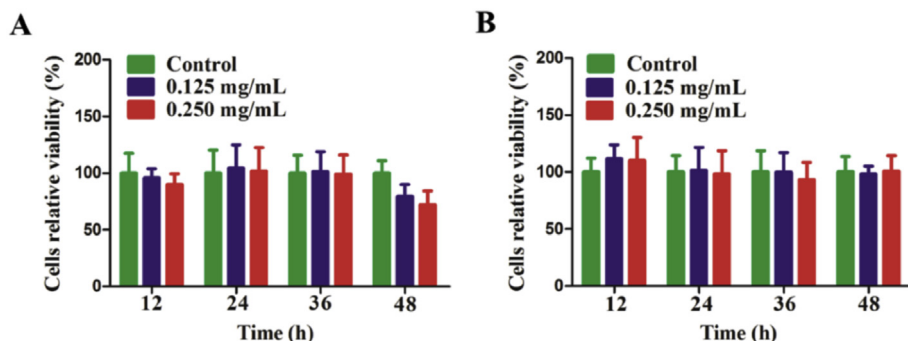 A
Cells relative viability (%)
200
150
100
50
0
Control
0.125 mg/mL
0.250 mg/mL
12 24 36 48
Time (h)
B
Cells relative viability (%)
200
150
100
50
0
Control
0.125 mg/mL
0.250 mg/mL
12 24 36 48
Time (h)